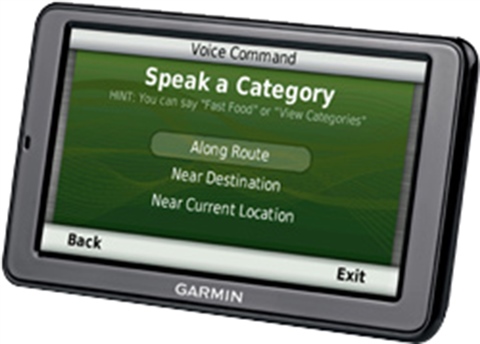 Voice Command
Speak a Category
HINT: You can say "Fast Food" or "View Categories"
Along Route
Near Destination
Near Current Location
Back
Exit
GARMIN